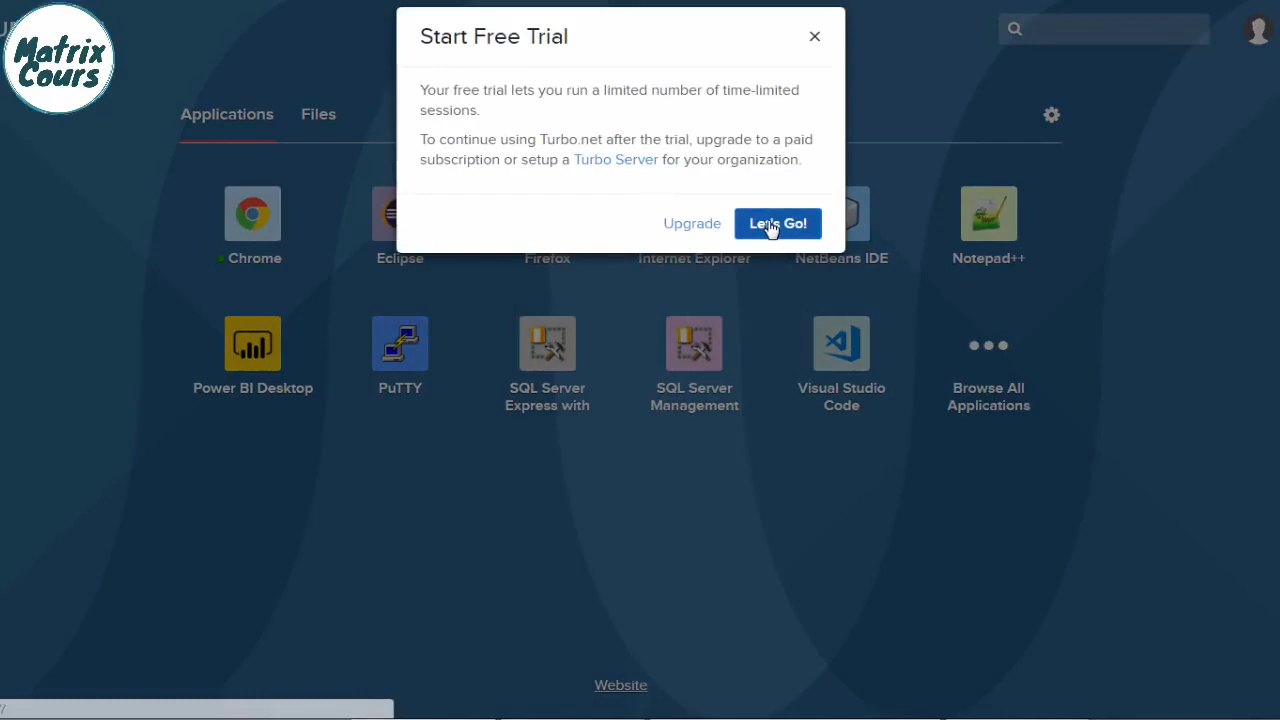 Matrix
Cours
Start Free Trial
Your free trial lets you run a limited number of time-limited
sessions.
To continue using Turbo.net after the trial, upgrade to a paid
subscription or setup a Turbo Server for your organization.
Upgrade
Let's Go!
Applications
Files
Chrome
Eclipse
Firefox
Internet Explorer
NetBeans IDE
Notepad++
Power BI Desktop
PuTTY
SQL Server
Express with
SQL Server
Management
Visual Studio
Code
Browse All
Applications
Website